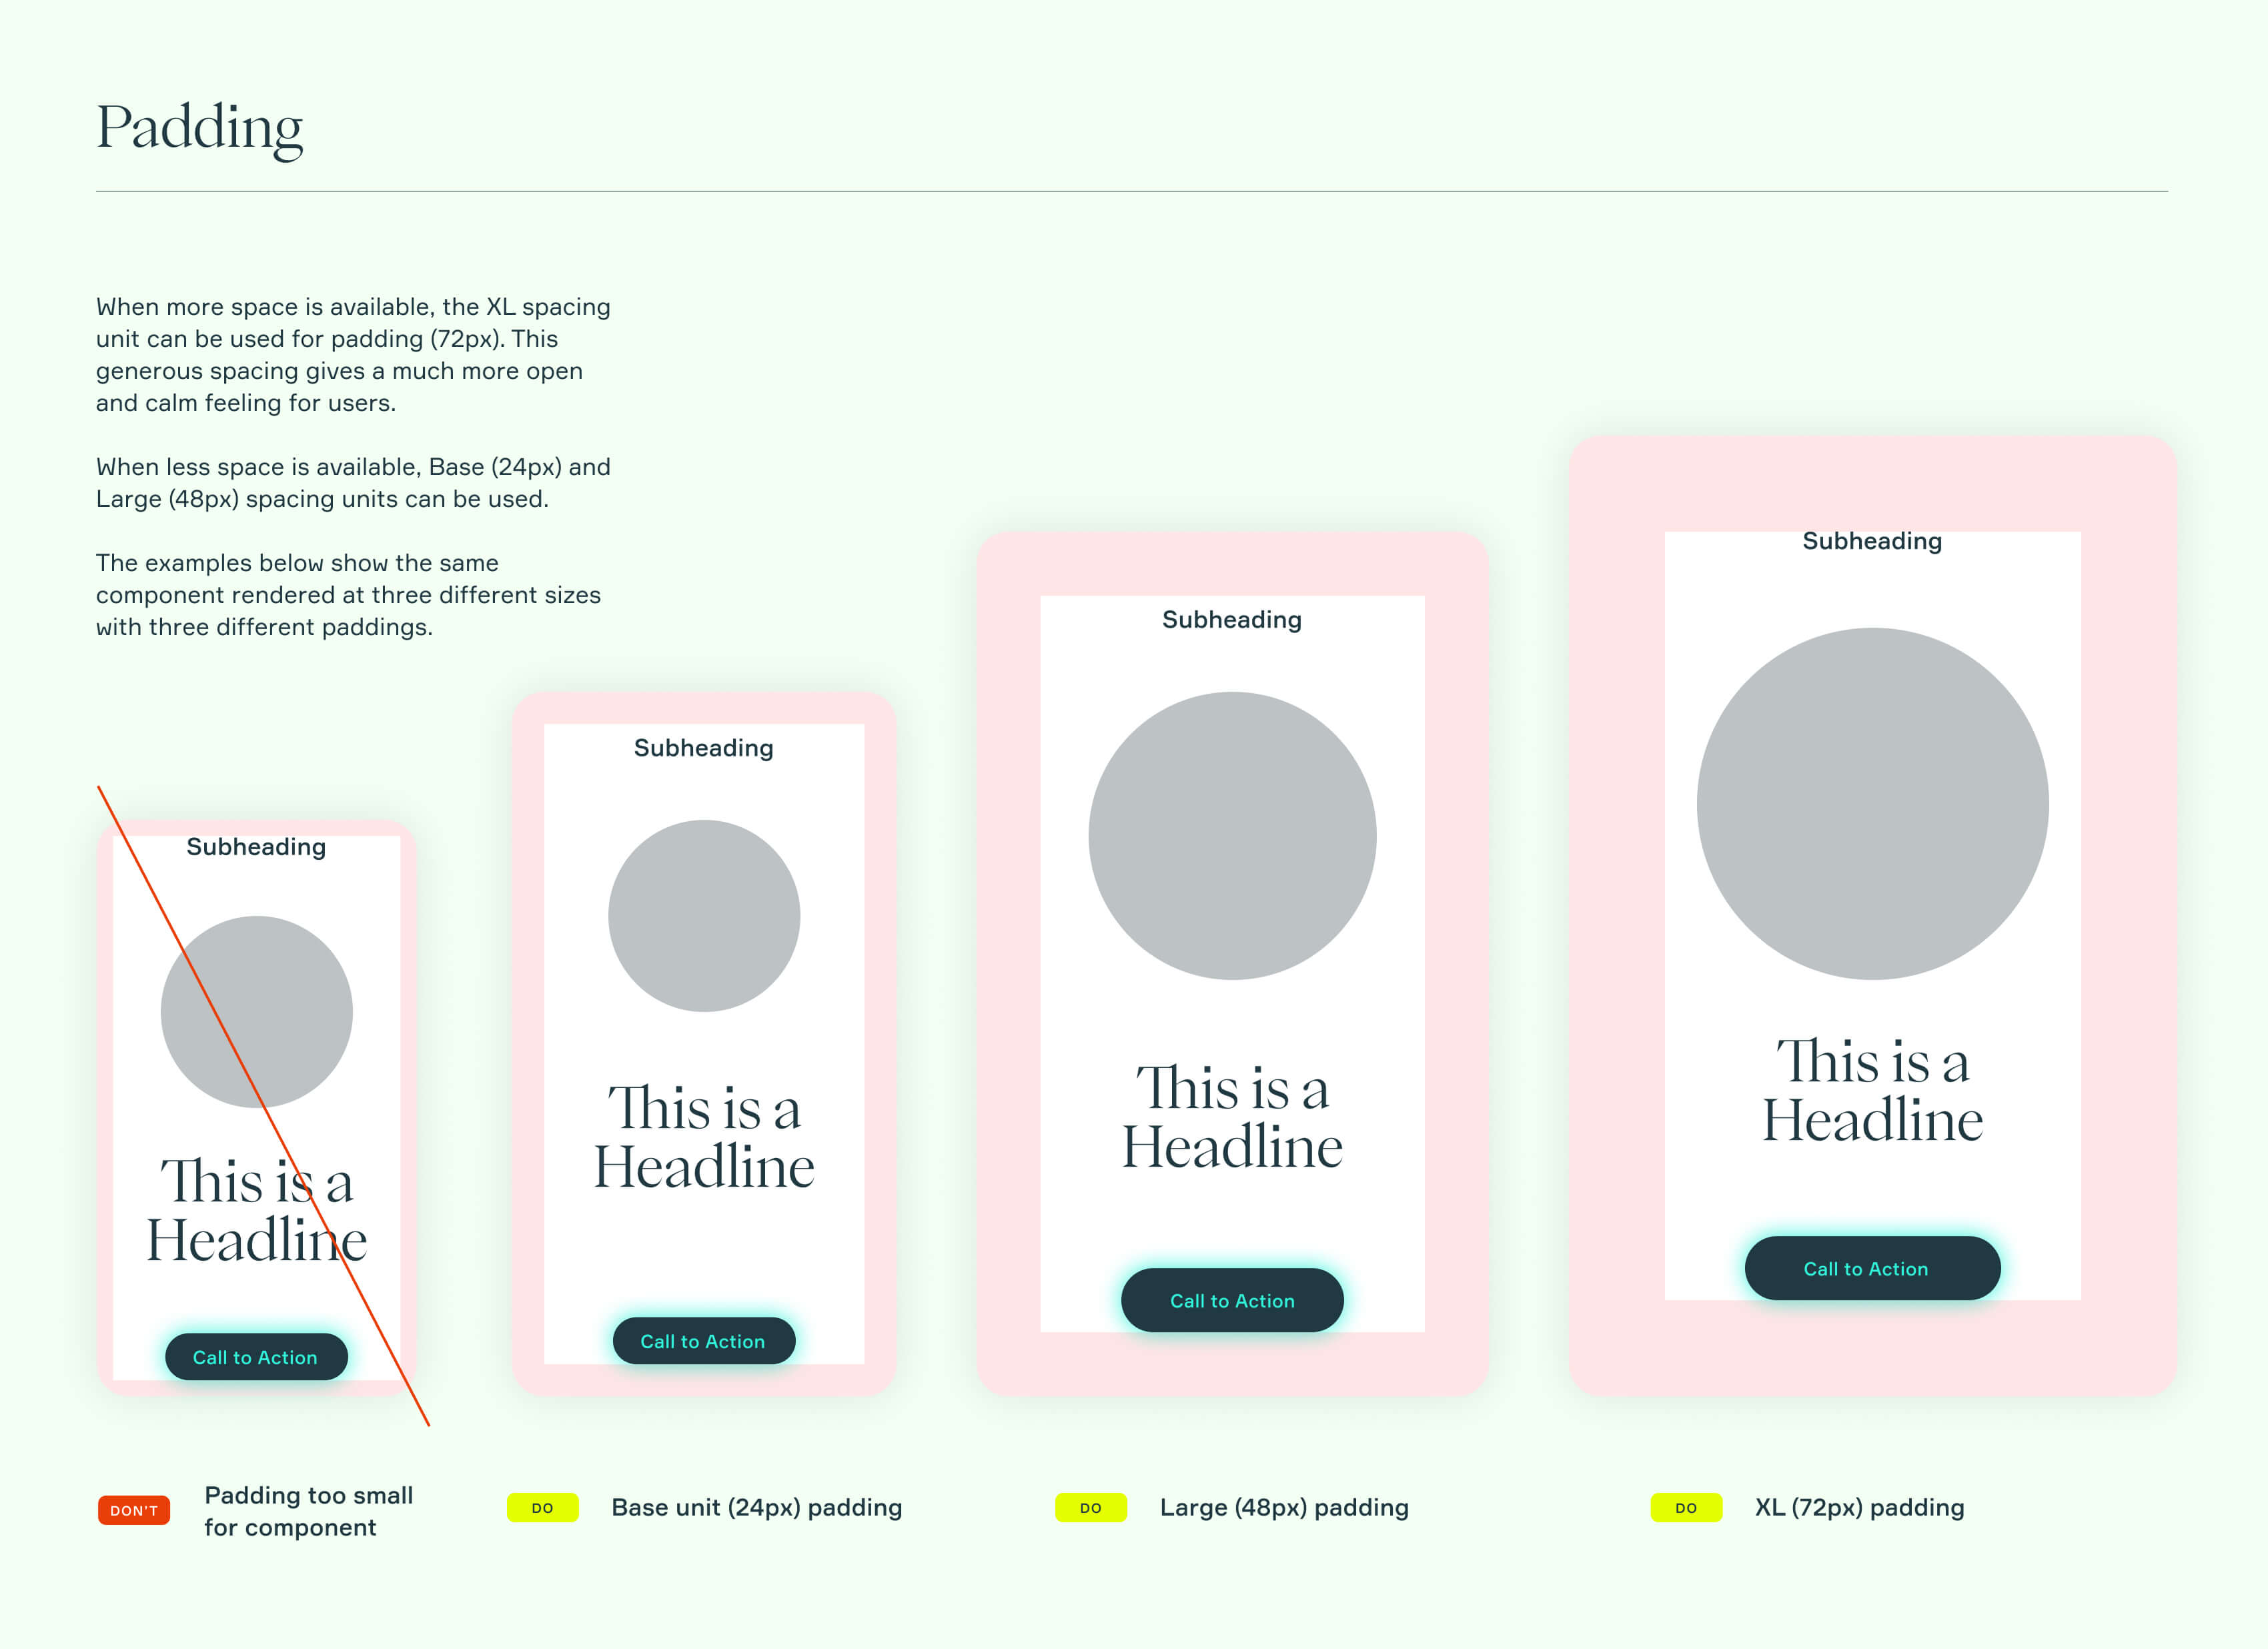 Padding
When more space is available, the XL spacing
unit can be used for padding (72px). This
generous spacing gives a much more open
and calm feeling for users.
When less space is available, Base (24px) and
Large (48px) spacing units can be used.
The examples below show the same
component rendered at three different sizes
with three different paddings.
Subheading
This is a
Headline
Call to Action
DON'T
Padding too small
for component
Subheading
This is a
Headline
Call to Action
DO
Base unit (24px) padding
Subheading
This is a
Headline
Call to Action
DO
Large (48px) padding
Subheading
This is a
Headline
Call to Action
DO
XL (72px) padding